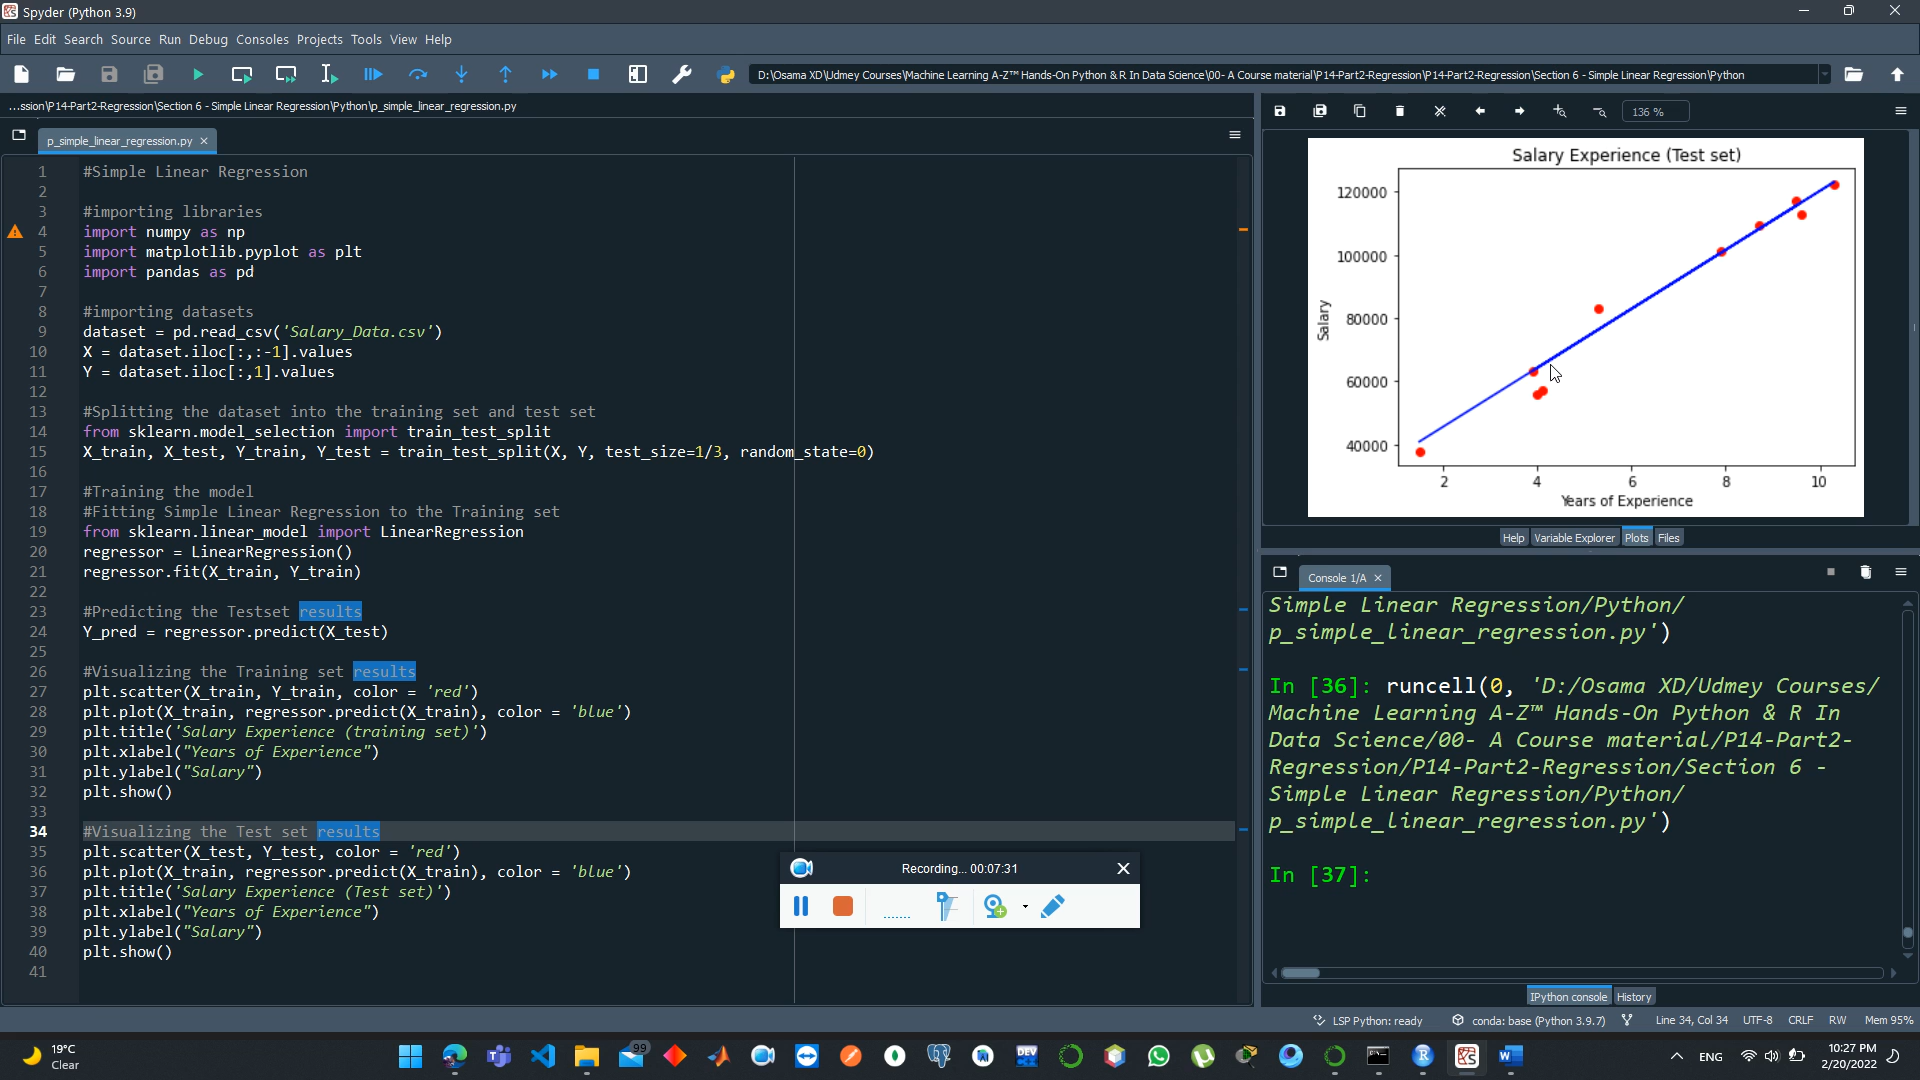 Spyder (Python 3.9)
File Edit Search Source Run Debug Consoles Projects Tools View Help
D:\Osama XD\Udmey Courses\Machine Learning A-Z™ Hands-On Python & R In Data Science\00- A Course material\P14-Part2-Regression\P14-Part2-Regression\Section 6 - Simple Linear Regression\Python
...ssion\P14-Part2-Regression\Section 6 - Simple Linear Regression\Python\p_simple_linear_regression.py
p_simple_linear_regression.py
1 #Simple Linear Regression
2
3 #importing libraries
4 import numpy as np
5 import matplotlib.pyplot as plt
6 import pandas as pd
7
8 #importing datasets
9 dataset = pd.read_csv('Salary_Data.csv')
10 X = dataset.iloc[:,:-1].values
11 Y = dataset.iloc[:,1].values
12
13 #Splitting the dataset into the training set and test set
14 from sklearn.model_selection import train_test_split
15 X_train, X_test, Y_train, Y_test = train_test_split(X, Y, test_size=1/3, random_state=0)
16
17 #Training the model
18 #Fitting Simple Linear Regression to the Training set
19 from sklearn.linear_model import LinearRegression
20 regressor = LinearRegression()
21 regressor.fit(X_train, Y_train)
22
23 #Predicting the Testset results
24 Y_pred = regressor.predict(X_test)
25
26 #Visualizing the Training set results
27 plt.scatter(X_train, Y_train, color = 'red')
28 plt.plot(X_train, regressor.predict(X_train), color = 'blue')
29 plt.title('Salary Experience (training set)')
30 plt.xlabel("Years of Experience")
31 plt.ylabel("Salary")
32 plt.show()
33
34 #Visualizing the Test set results
35 plt.scatter(X_test, Y_test, color = 'red')
36 plt.plot(X_train, regressor.predict(X_train), color = 'blue')
37 plt.title('Salary Experience (Test set)')
38 plt.xlabel("Years of Experience")
39 plt.ylabel("Salary")
40 plt.show()
41
Recording... 00:07:31
136 %
Salary Experience (Test set)
120000
100000
80000
60000
40000
Salary
2 4 6 8 10
Years of Experience
Help Variable Explorer Plots Files
Console 1/A
Simple Linear Regression/Python/
p_simple_linear_regression.py')
In [36]: runcell(0, 'D:/Osama XD/Udmey Courses/
Machine Learning A-Z™ Hands-On Python & R In
Data Science/00- A Course material/P14-Part2-
Regression/P14-Part2-Regression/Section 6 -
Simple Linear Regression/Python/
p_simple_linear_regression.py')
In [37]:
IPython console History
LSP Python: ready conda: base (Python 3.9.7) Line 34, Col 34 UTF-8 CRLF RW Mem 95%
19°C
Clear
99
DEV
ENG
10:27 PM
2/20/2022